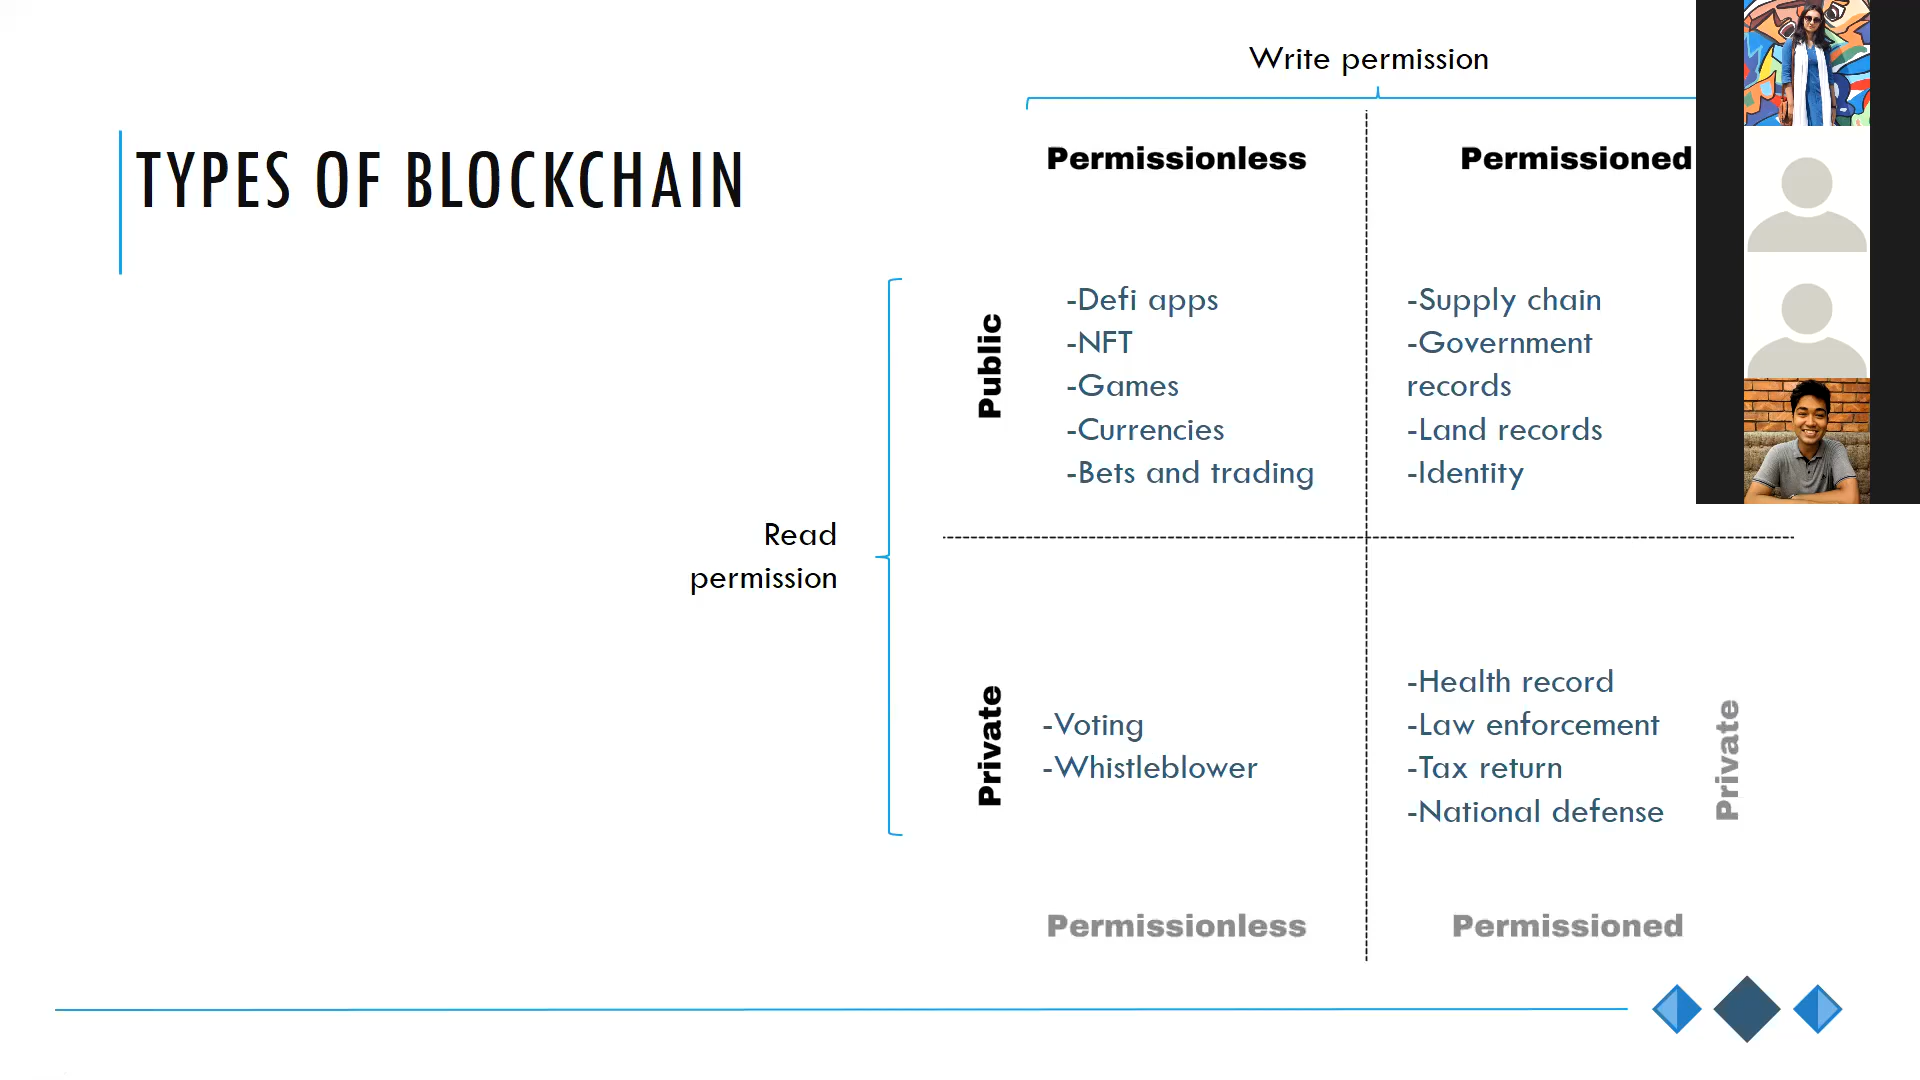 Write permission
Permissionless
Permissioned
TYPES OF BLOCKCHAIN
Public
-Defi apps
-NFT
-Games
-Currencies
-Bets and trading
-Supply chain
-Government
records
-Land records
-Identity
Read
permission
Private
-Voting
-Whistleblower
-Health record
-Law enforcement
-Tax return
-National defense
Private
Permissionless
Permissioned